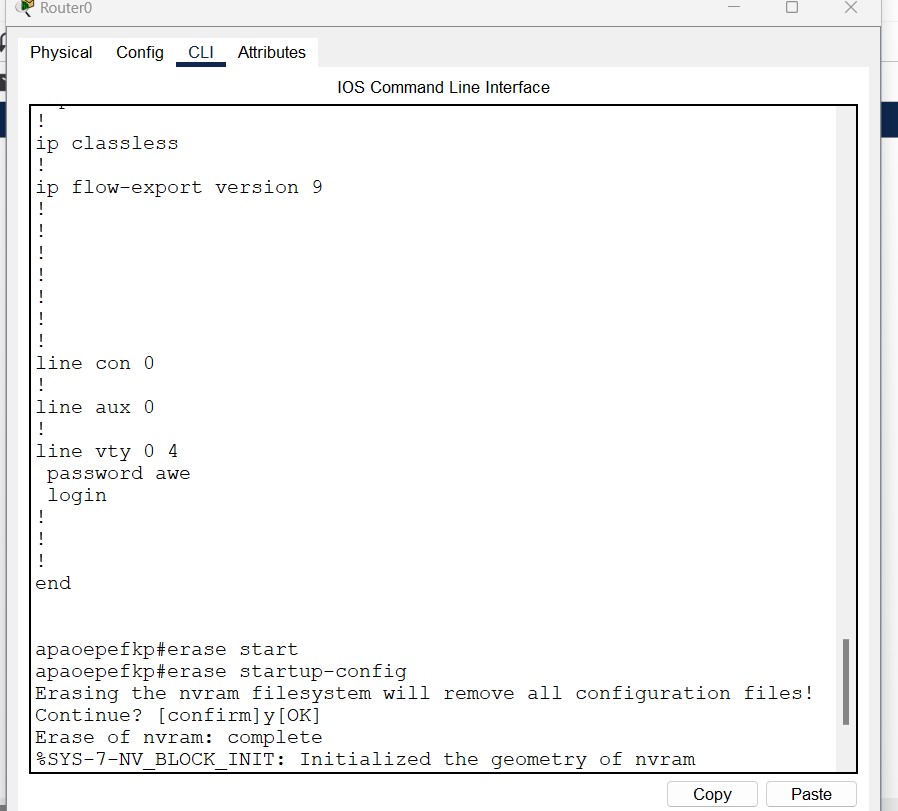 Router0
Physical Config CLI Attributes
IOS Command Line Interface
!
ip classless
!
ip flow-export version 9
!
!
!
!
!
!
!
line con 0
!
line aux 0
!
line vty 0 4
password awe
login
!
!
!
end
apaoepefkp#erase start
apaoepefkp#erase startup-config
Erasing the nvram filesystem will remove all configuration files!
Continue? [confirm]y[OK]
Erase of nvram: complete
%SYS-7-NV_BLOCK_INIT: Initialized the geometry of nvram
Copy Paste